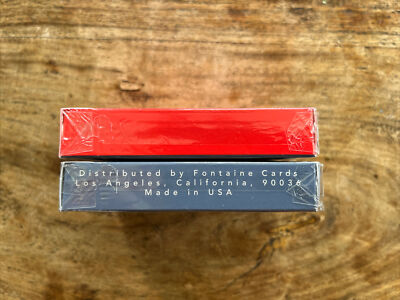 Distributed by Fontaine Cards
Los Angeles, California, 90036
Made in USA